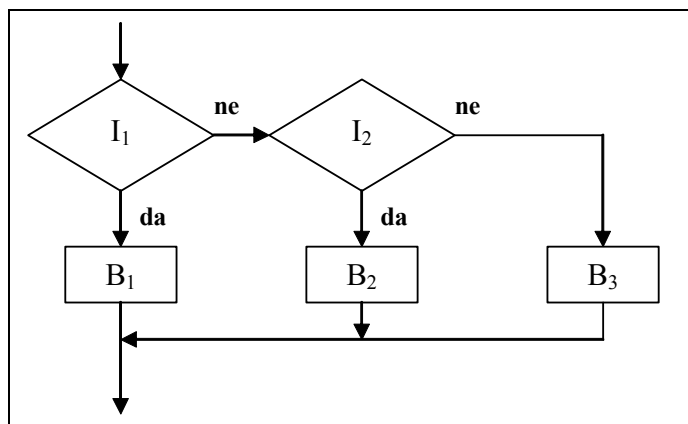 ne ne
I₁ I₂
da da
B₁ B₂ B₃